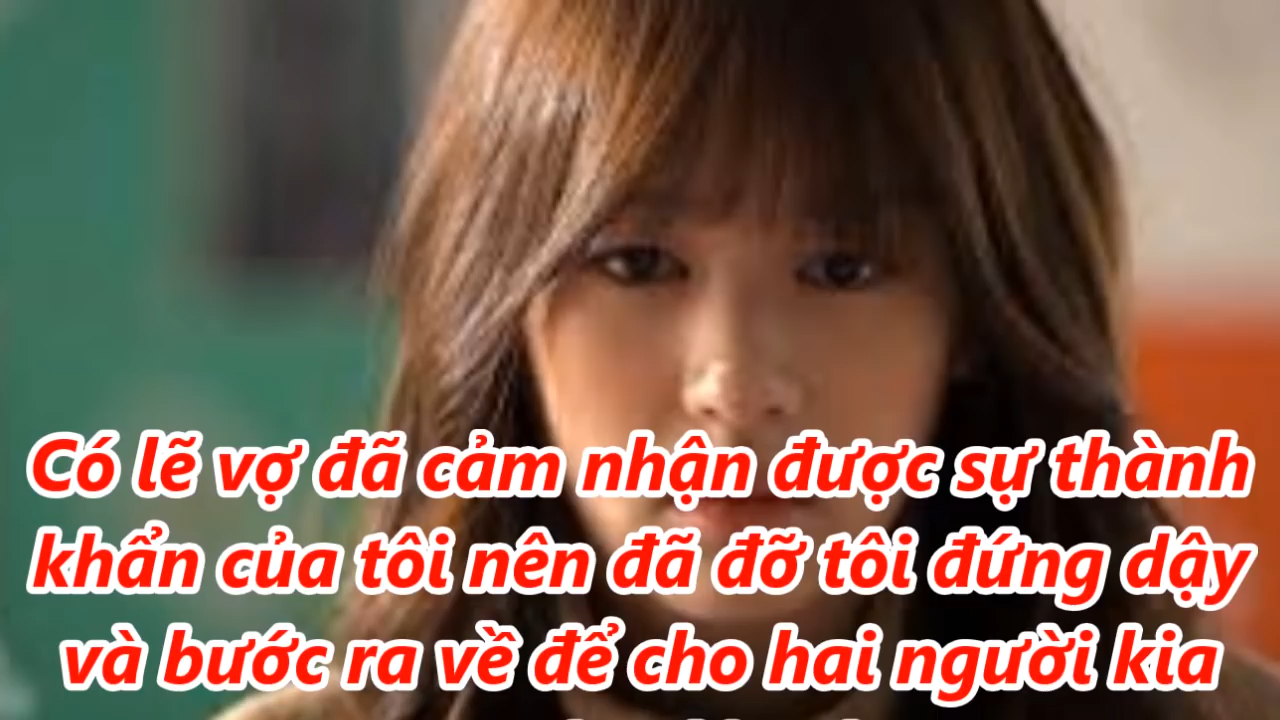 Có lẽ vợ đã cảm nhận được sự thành
khẩn của tôi nên đã đỡ tôi đứng dậy
và bước ra về để cho hai người kia